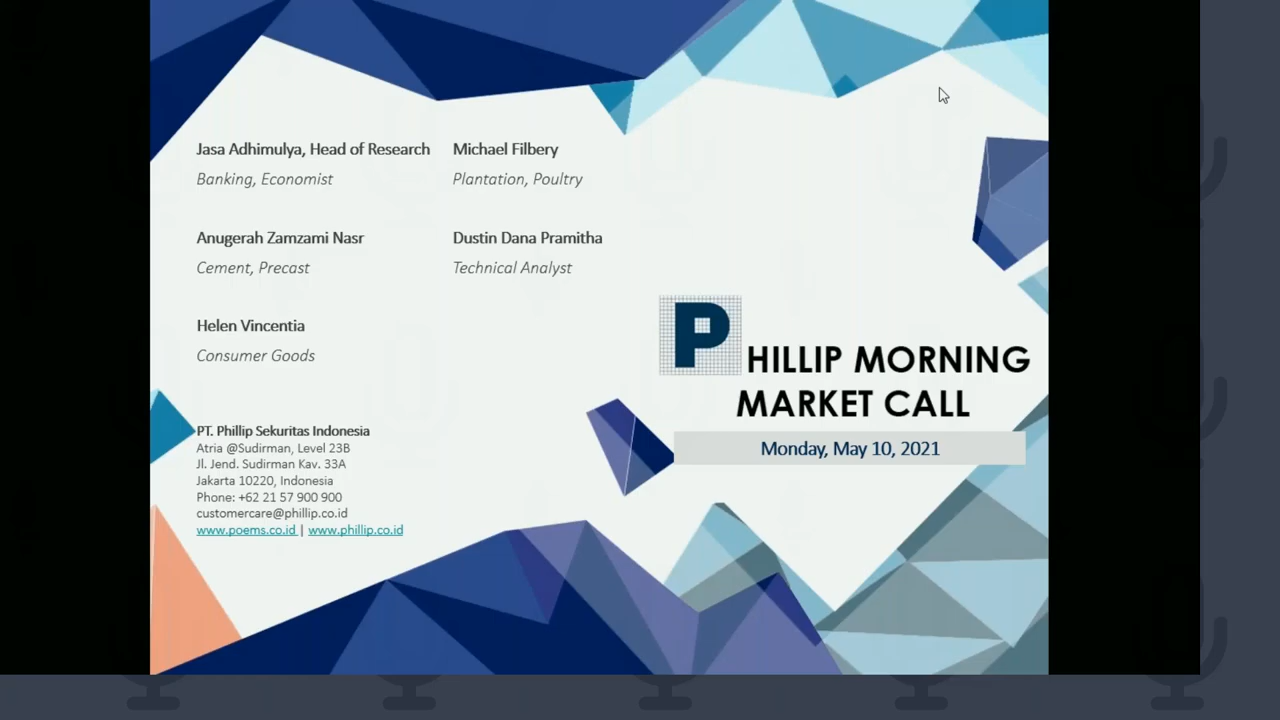 Jasa Adhimulya, Head of Research
Banking, Economist
Anugerah Zamzami Nasr
Cement, Precast
Helen Vincentia
Consumer Goods
Michael Filbery
Plantation, Poultry
Dustin Dana Pramitha
Technical Analyst
PT. Phillip Sekuritas Indonesia
Atria @Sudirman, Level 23B
Jl. Jend. Sudirman Kav. 33A
Jakarta 10220, Indonesia
Phone: +62 21 57 900 900
customercare@phillip.co.id
www.poems.co.id | www.phillip.co.id
PHILLIP MORNING
MARKET CALL
Monday, May 10, 2021